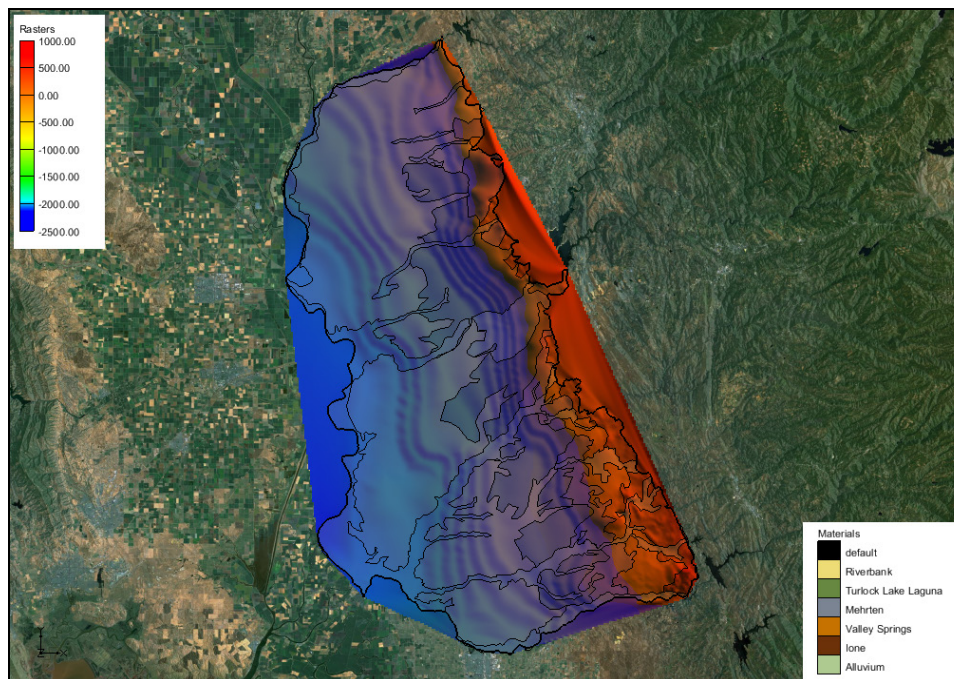 Rasters
1000.00
500.00
0.00
-500.00
-1000.00
-1500.00
-2000.00
-2500.00
Materials
default
Riverbank
Turlock Lake Laguna
Mehrten
Valley Springs
Ione
Alluvium